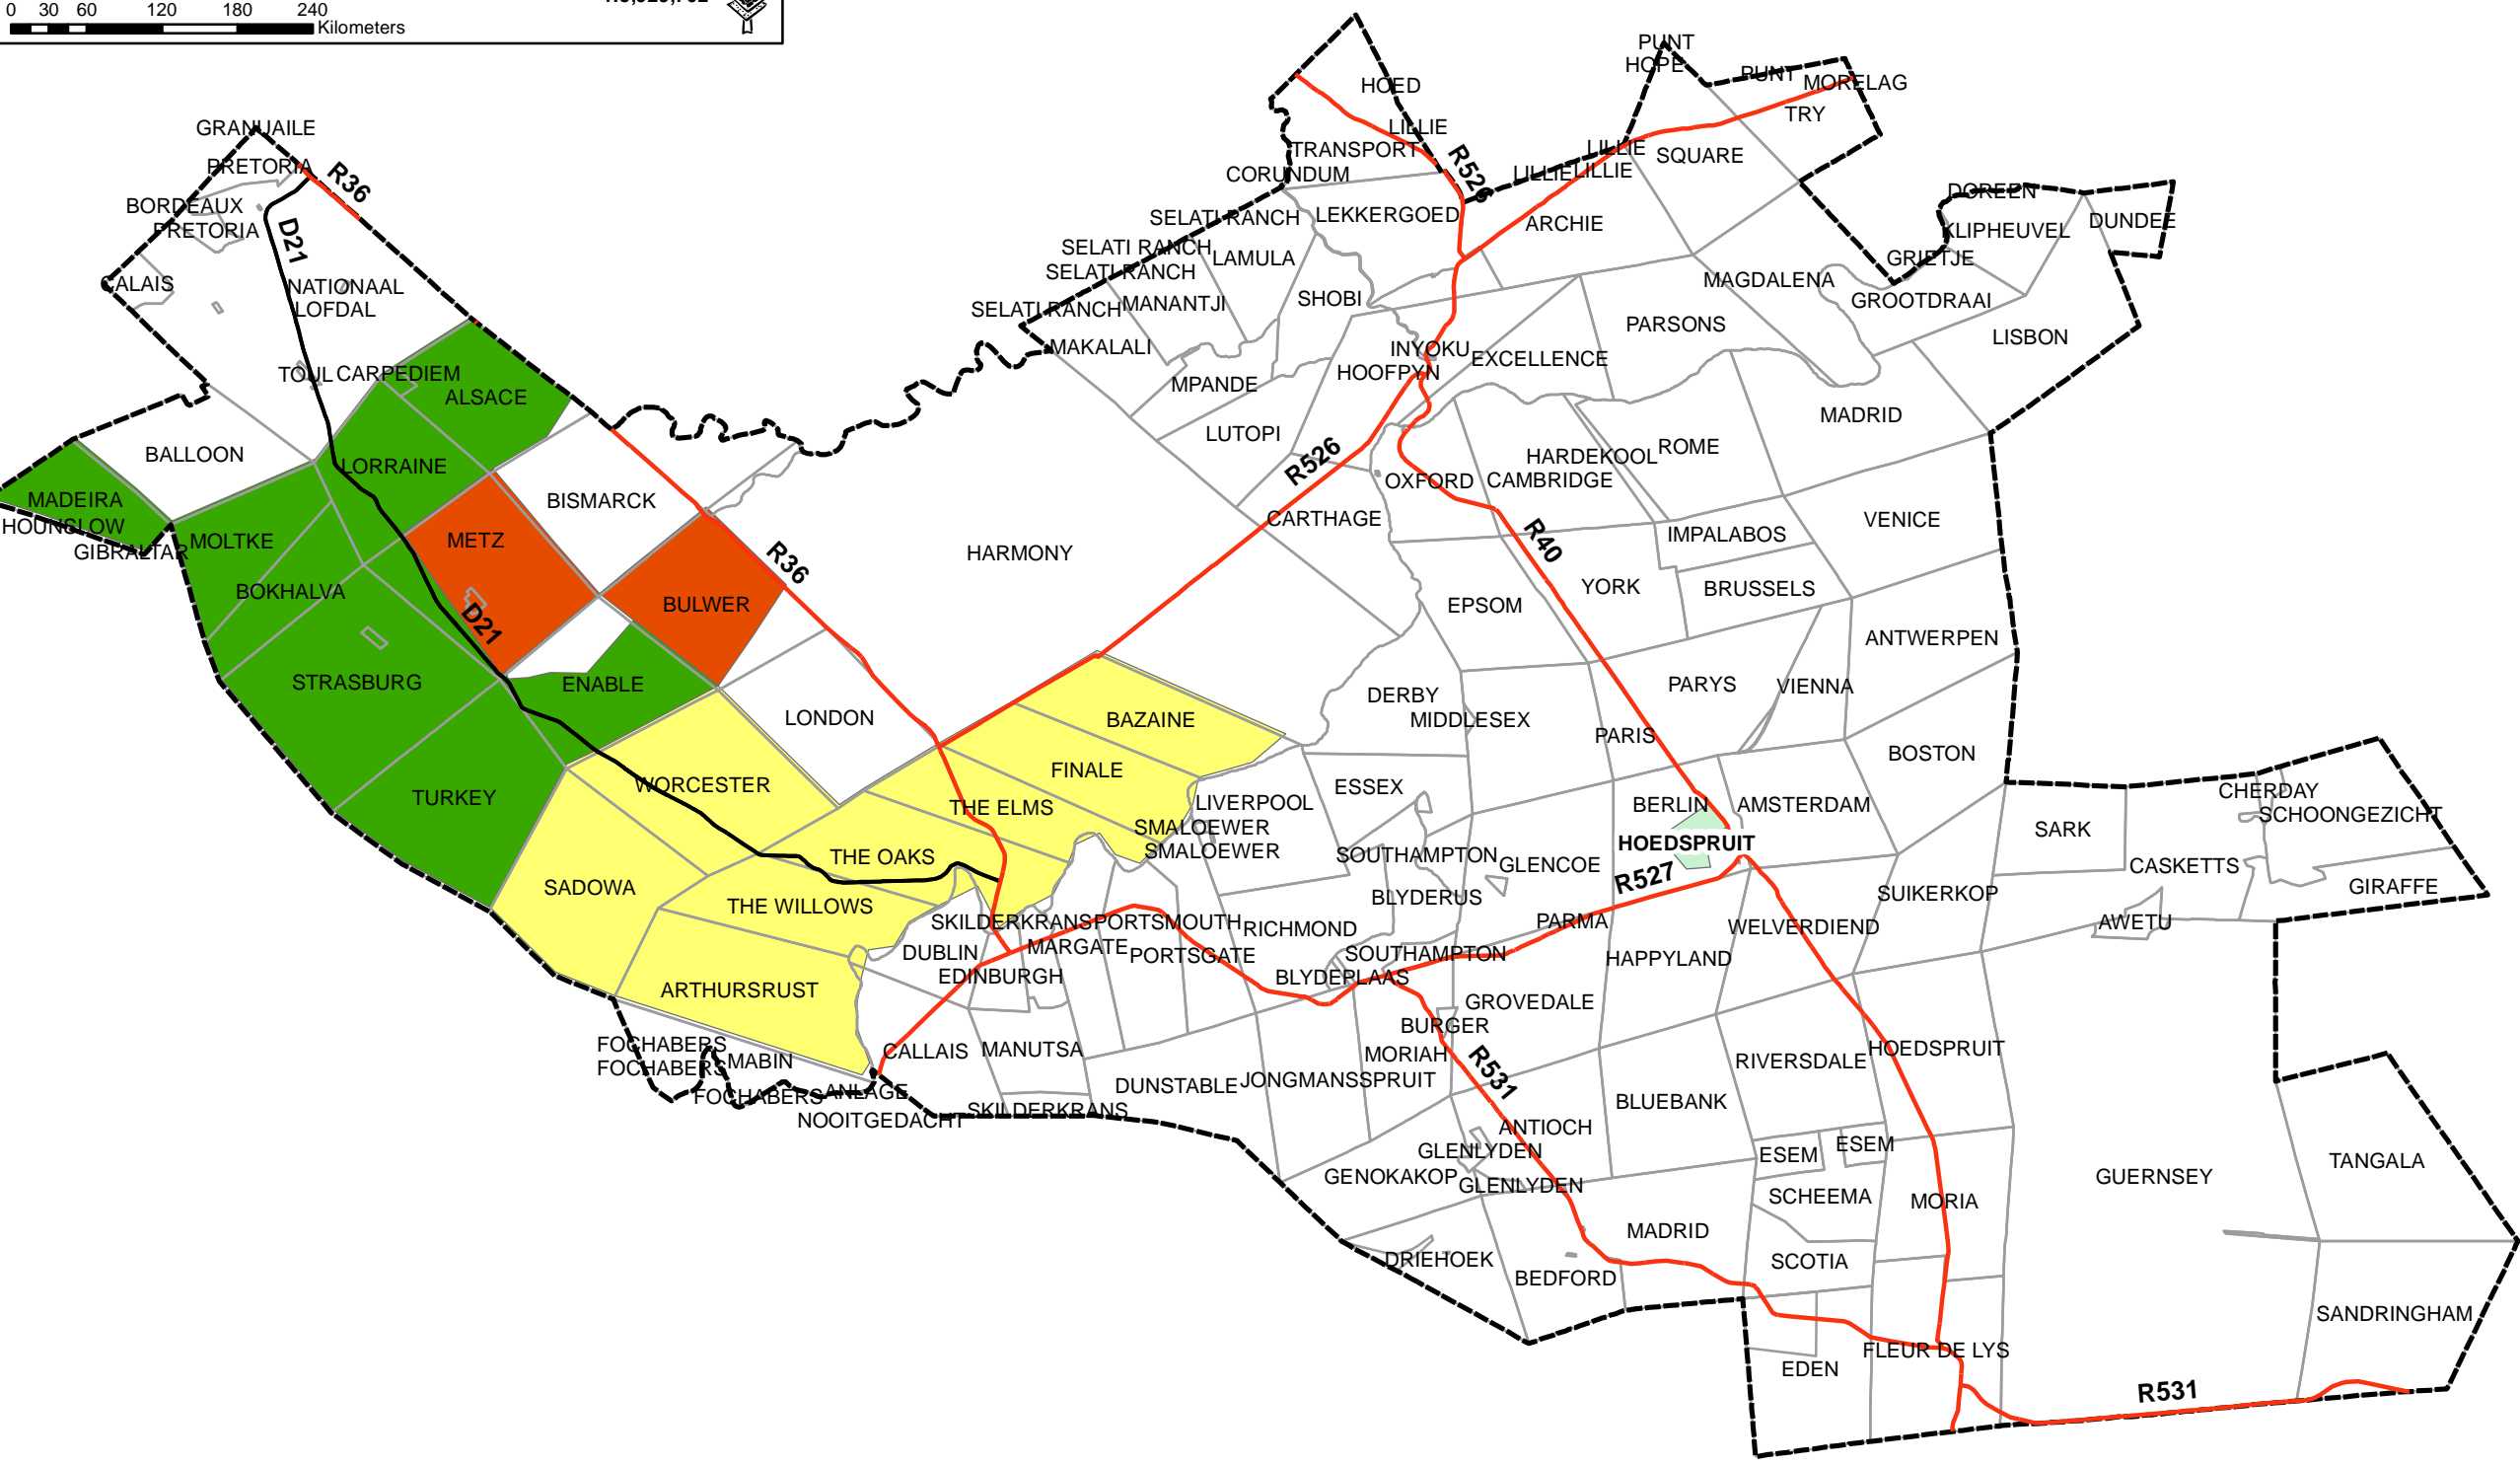 0 30 60 120 180 240
Kilometers
PUNT
HOPE
PUNT
MORELAG
TRY
HOED
LILLIE
TRANSPORT
CORUNDUM
R526
LILLIE
LILLIE
LILLIE
SQUARE
GRANUAILE
PRETORIA
R36
BORDEAUX
PRETORIA
D21
CALAIS
NATIONAAL
LOFDAL
SELATI RANCH
LEKKERGOED
ARCHIE
DOREEN
KLIPHEUVEL
DUNDEE
SELATI RANCH
LAMULA
GRIETJE
SELATI RANCH
MANANTJI
SHOBI
MAGDALENA
GROOTDRAAI
SELATI RANCH
PARSONS
LISBON
MAKALALI
INYOKU
EXCELLENCE
HOOFPYN
TOUL
CARPEDIEM
ALSACE
MPANDE
MADRID
LUTOPI
BALLOON
LORRAINE
R526
HARDEKOOL
ROME
OXFORD
CAMBRIDGE
MADEIRA
BISMARCK
HOUNSLOW
GIBRALTAR
MOLTKE
METZ
CARTHAGE
VENICE
R40
IMPALABOS
HARMONY
R36
BOKHALVA
BULWER
YORK
BRUSSELS
EPSOM
D21
ANTWERPEN
STRASBURG
ENABLE
PARYS
VIENNA
DERBY
MIDDLESEX
LONDON
BAZAINE
PARIS
BOSTON
FINALE
WORCESTER
TURKEY
ESSEX
THE ELMS
LIVERPOOL
BERLIN
AMSTERDAM
CHERDAY
SCHOONGEZICHT
SMALOEWER
SMALOEWER
HOEDSPRUIT
SARK
THE OAKS
SOUTHAMPTON
GLENCOE
CASKETTS
R527
SADOWA
GIRAFFE
BLYDERUS
SUIKERKOP
THE WILLOWS
SKILDERKRANS
PORTSMOUTH
RICHMOND
PARMA
WELVERDIEND
AWETU
DUBLIN
MARGATE
PORTSGATE
SOUTHAMPTON
HAPPYLAND
EDINBURGH
BLYDEPLAAS
ARTHURSRUST
GROVEDALE
BURGER
FOCHABERS
FOCHABERS
MABIN
CALLAIS
MANUTSA
MORIAH
R531
RIVERSDALE
HOEDSPRUIT
FOCHABERS
ANLAGE
DUNSTABLE
JONGMANSSPRUIT
BLUEBANK
NOOITGEDACHT
SKILDERKRANS
ANTIOCH
GLENLYDEN
ESEM
ESEM
GENOKAKOP
GLENLYDEN
GUERNSEY
TANGALA
SCHEEMA
MORIA
MADRID
DRIEHOEK
BEDFORD
SCOTIA
SANDRINGHAM
FLEUR DE LYS
EDEN
R531